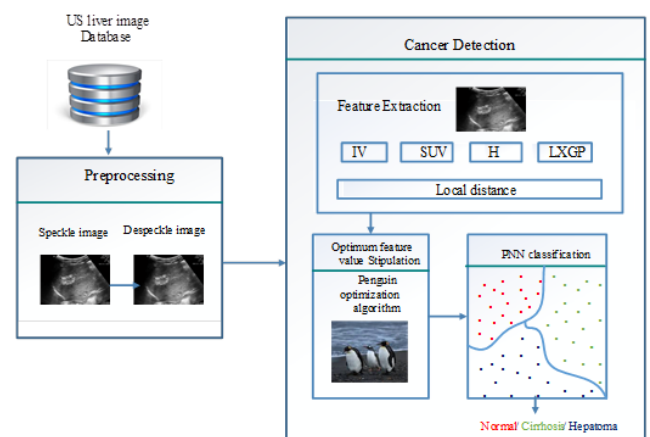 US liver image
Database
Preprocessing
Speckle image
Despeckle image
Cancer Detection
Feature Extraction
IV
SUV
H
LXGP
Local distance
Optimum feature
value Stipulation
Penguin
optimization
algorithm
PNN classification
Normal/ Cirrhosis/ Hepatoma